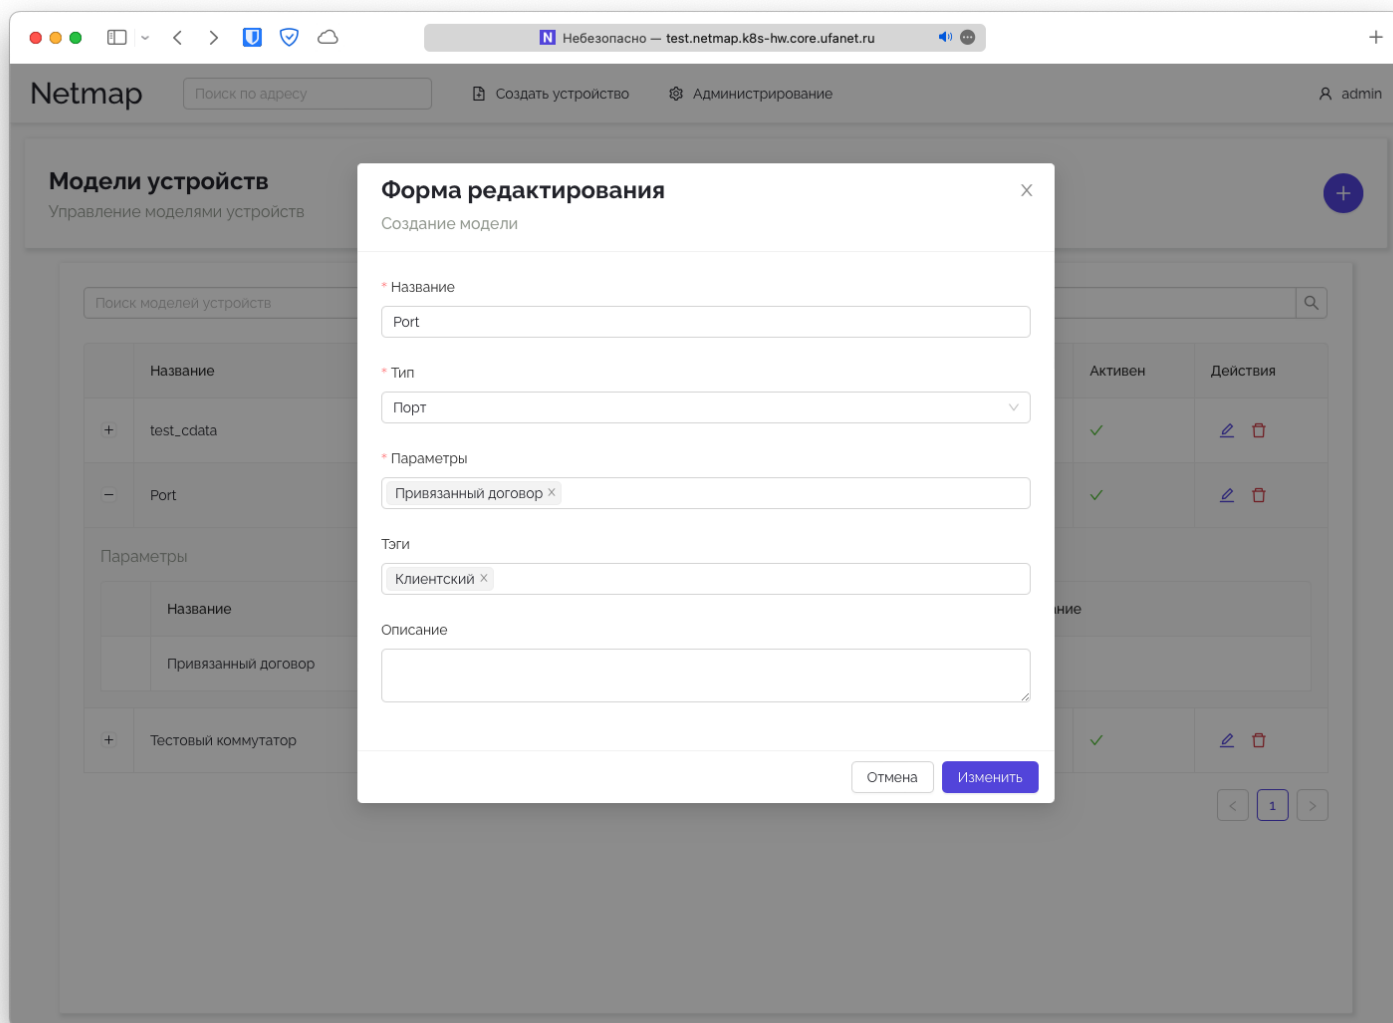 Небезопасно — test.netmap.k8s-hw.core.ufanet.ru
Netmap
Поиск по адресу
Создать устройство
Администрирование
admin
Модели устройств
Управление моделями устройств
Форма редактирования
Создание модели
* Название
Port
* Тип
Порт
* Параметры
Привязанный договор
Тэги
Клиентский
Описание
Отмена
Изменить
Поиск моделей устройств
Название
Активен
Действия
test_cdata
Port
Параметры
Название
ние
Привязанный договор
Тестовый коммутатор
1